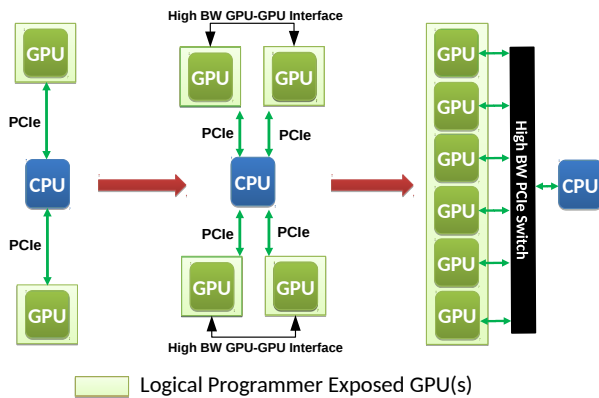 High BW GPU-GPU Interface
GPU
PCIe
CPU
PCIe
GPU
GPU
GPU
PCIe
PCIe
CPU
PCIe
PCIe
GPU
GPU
High BW GPU-GPU Interface
GPU
GPU
GPU
GPU
GPU
GPU
High BW PCIe Switch
CPU
Logical Programmer Exposed GPU(s)